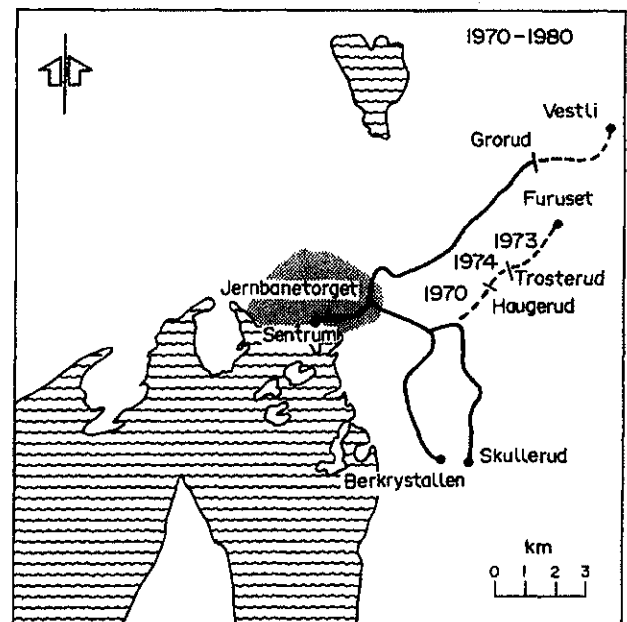 1970-1980
Vestli
Grorud
Furuset
1973
1974
Trosterud
Jernbanetorget
1970
Haugerud
Sentrum
Skullerud
Berkrystallen
km
0 1 2 3